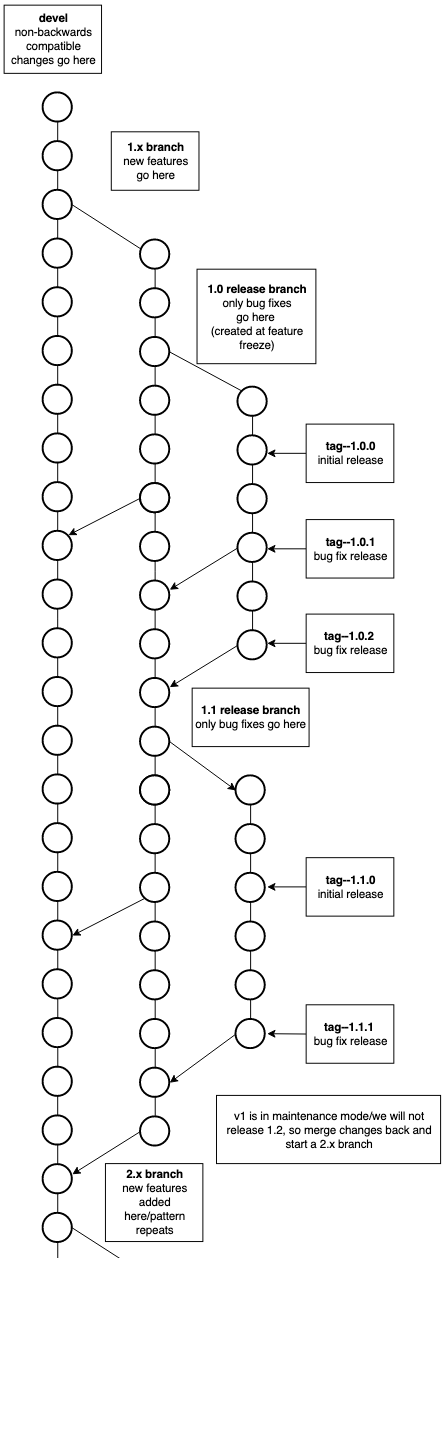 devel
non-backwards
compatible
changes go here
1.x branch
new features
go here
1.0 release branch
only bug fixes
go here
(created at feature
freeze)
tag--1.0.0
initial release
tag--1.0.1
bug fix release
tag–1.0.2
bug fix release
1.1 release branch
only bug fixes go here
tag--1.1.0
initial release
tag–1.1.1
bug fix release
v1 is in maintenance mode/we will not
release 1.2, so merge changes back and
start a 2.x branch
2.x branch
new features
added
here/pattern
repeats